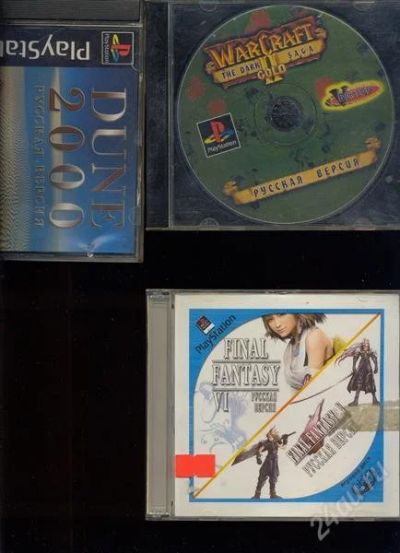 PlayStation
DUNE
2000
РУССКАЯ ВЕРСИЯ
WARCRAFT
II
THE DARK SAGA
GOLD
PlayStation
РУССКАЯ ВЕРСИЯ
PlayStation
FINAL
FANTASY
VI
РУССКАЯ
ВЕРСИЯ
РУССКАЯ ВЕРСИЯ